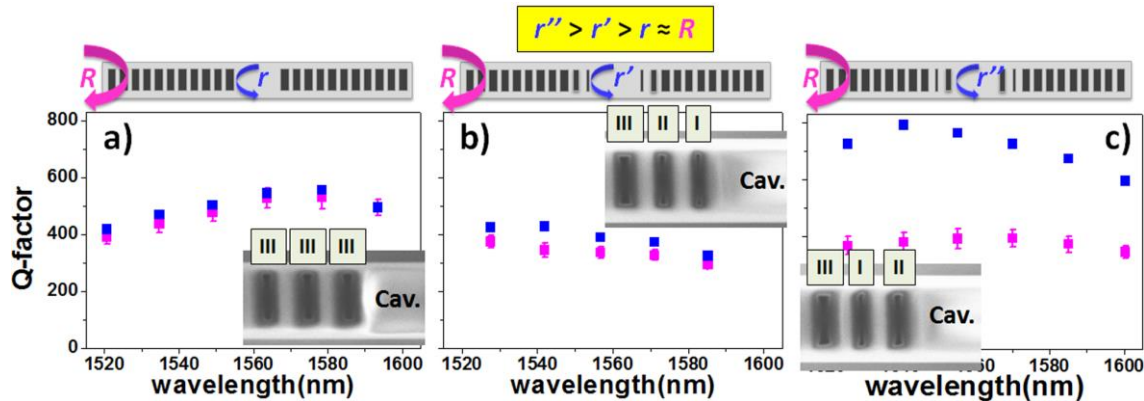 r'' > r' > r ≈ R
R
r
R
r'
R
r''
a)
b)
c)
III
II
I
Cav.
III
III
III
Cav.
III
I
II
Cav.
Q-factor
800
600
400
200
0
1520 1540 1560 1580 1600
1520 1540 1560 1580 1600
1560 1580 1600
wavelength(nm)
wavelength(nm)
wavelength(nm)